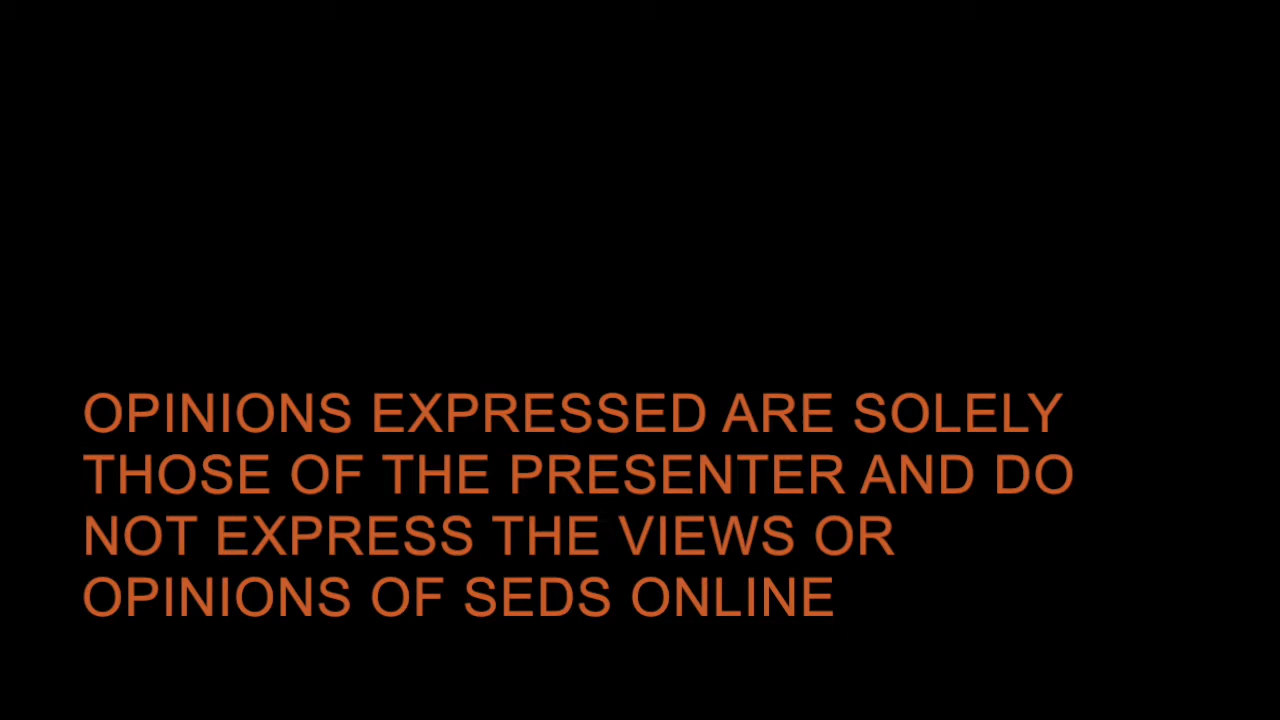 OPINIONS EXPRESSED ARE SOLELY
THOSE OF THE PRESENTER AND DO
NOT EXPRESS THE VIEWS OR
OPINIONS OF SEDS ONLINE